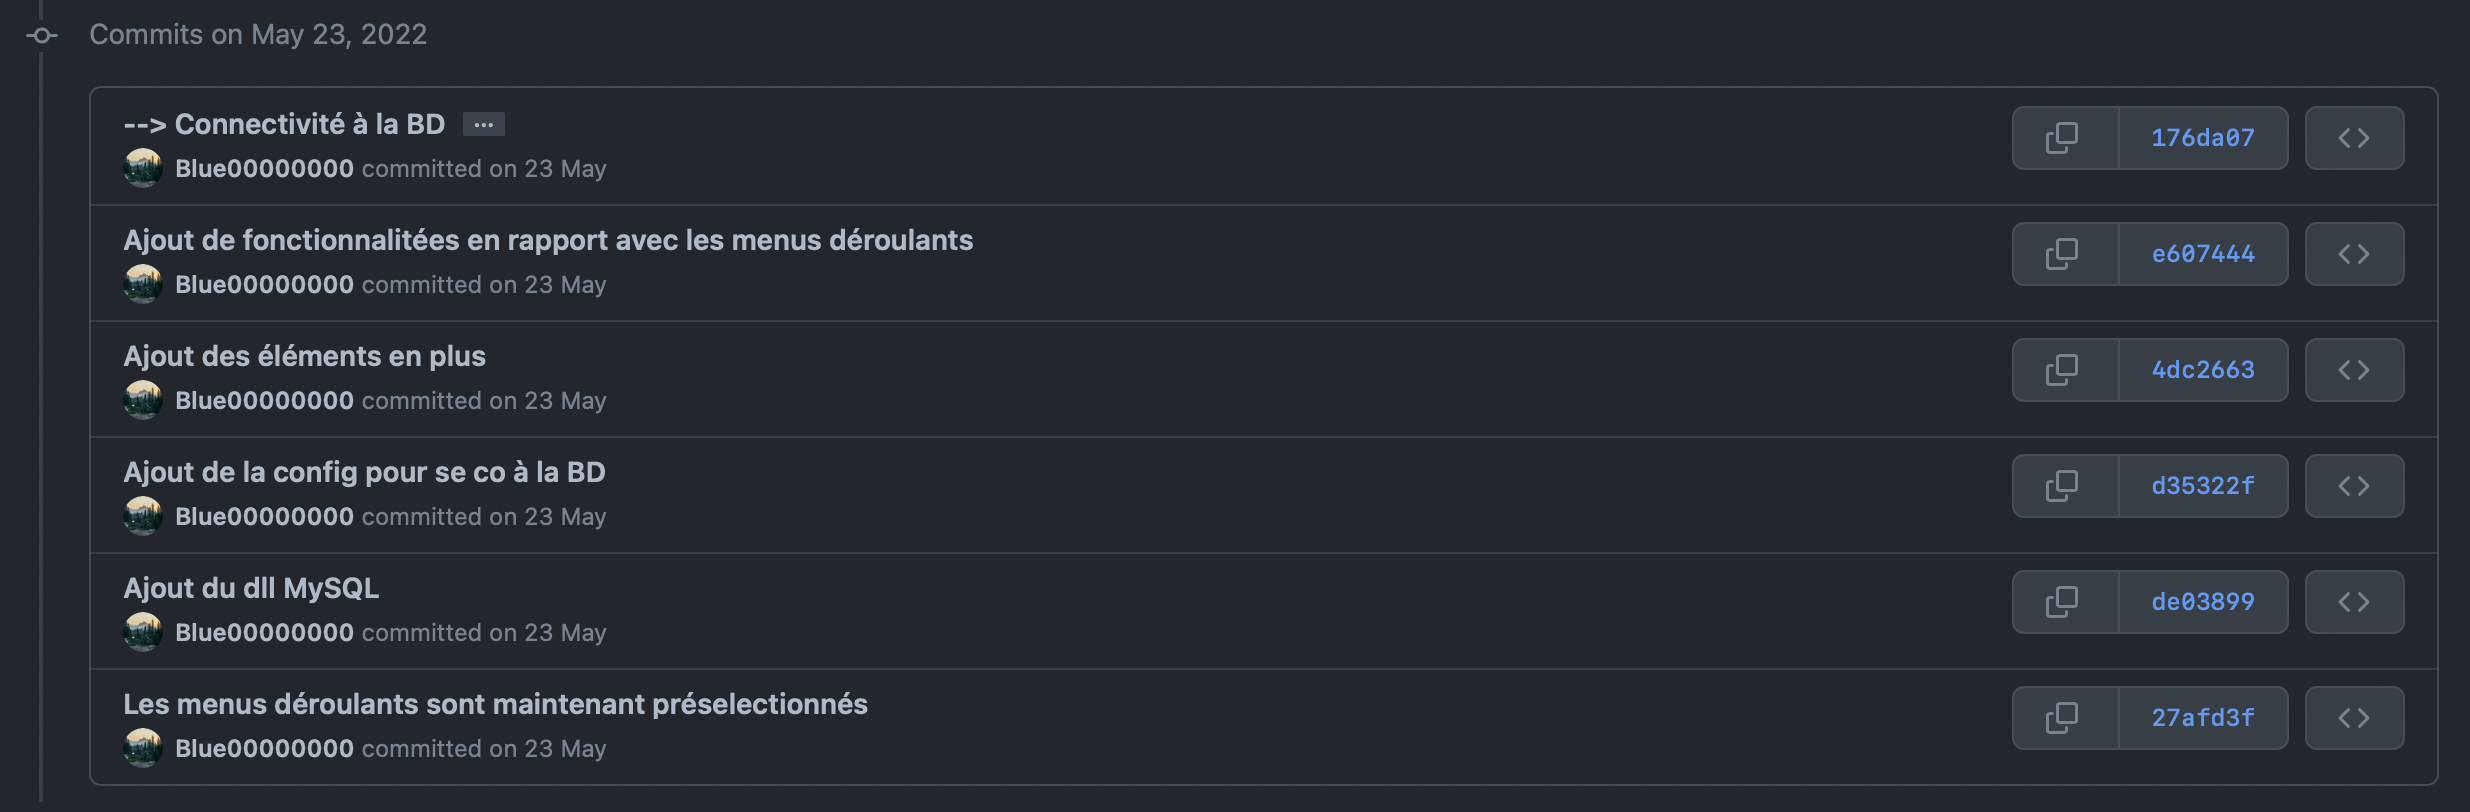 Commits on May 23, 2022
--> Connectivité à la BD ...
176da07
Blue00000000 committed on 23 May
Ajout de fonctionnalitées en rapport avec les menus déroulants
e607444
Blue00000000 committed on 23 May
Ajout des éléments en plus
4dc2663
Blue00000000 committed on 23 May
Ajout de la config pour se co à la BD
d35322f
Blue00000000 committed on 23 May
Ajout du dll MySQL
de03899
Blue00000000 committed on 23 May
Les menus déroulants sont maintenant préselectionnés
27afd3f
Blue00000000 committed on 23 May